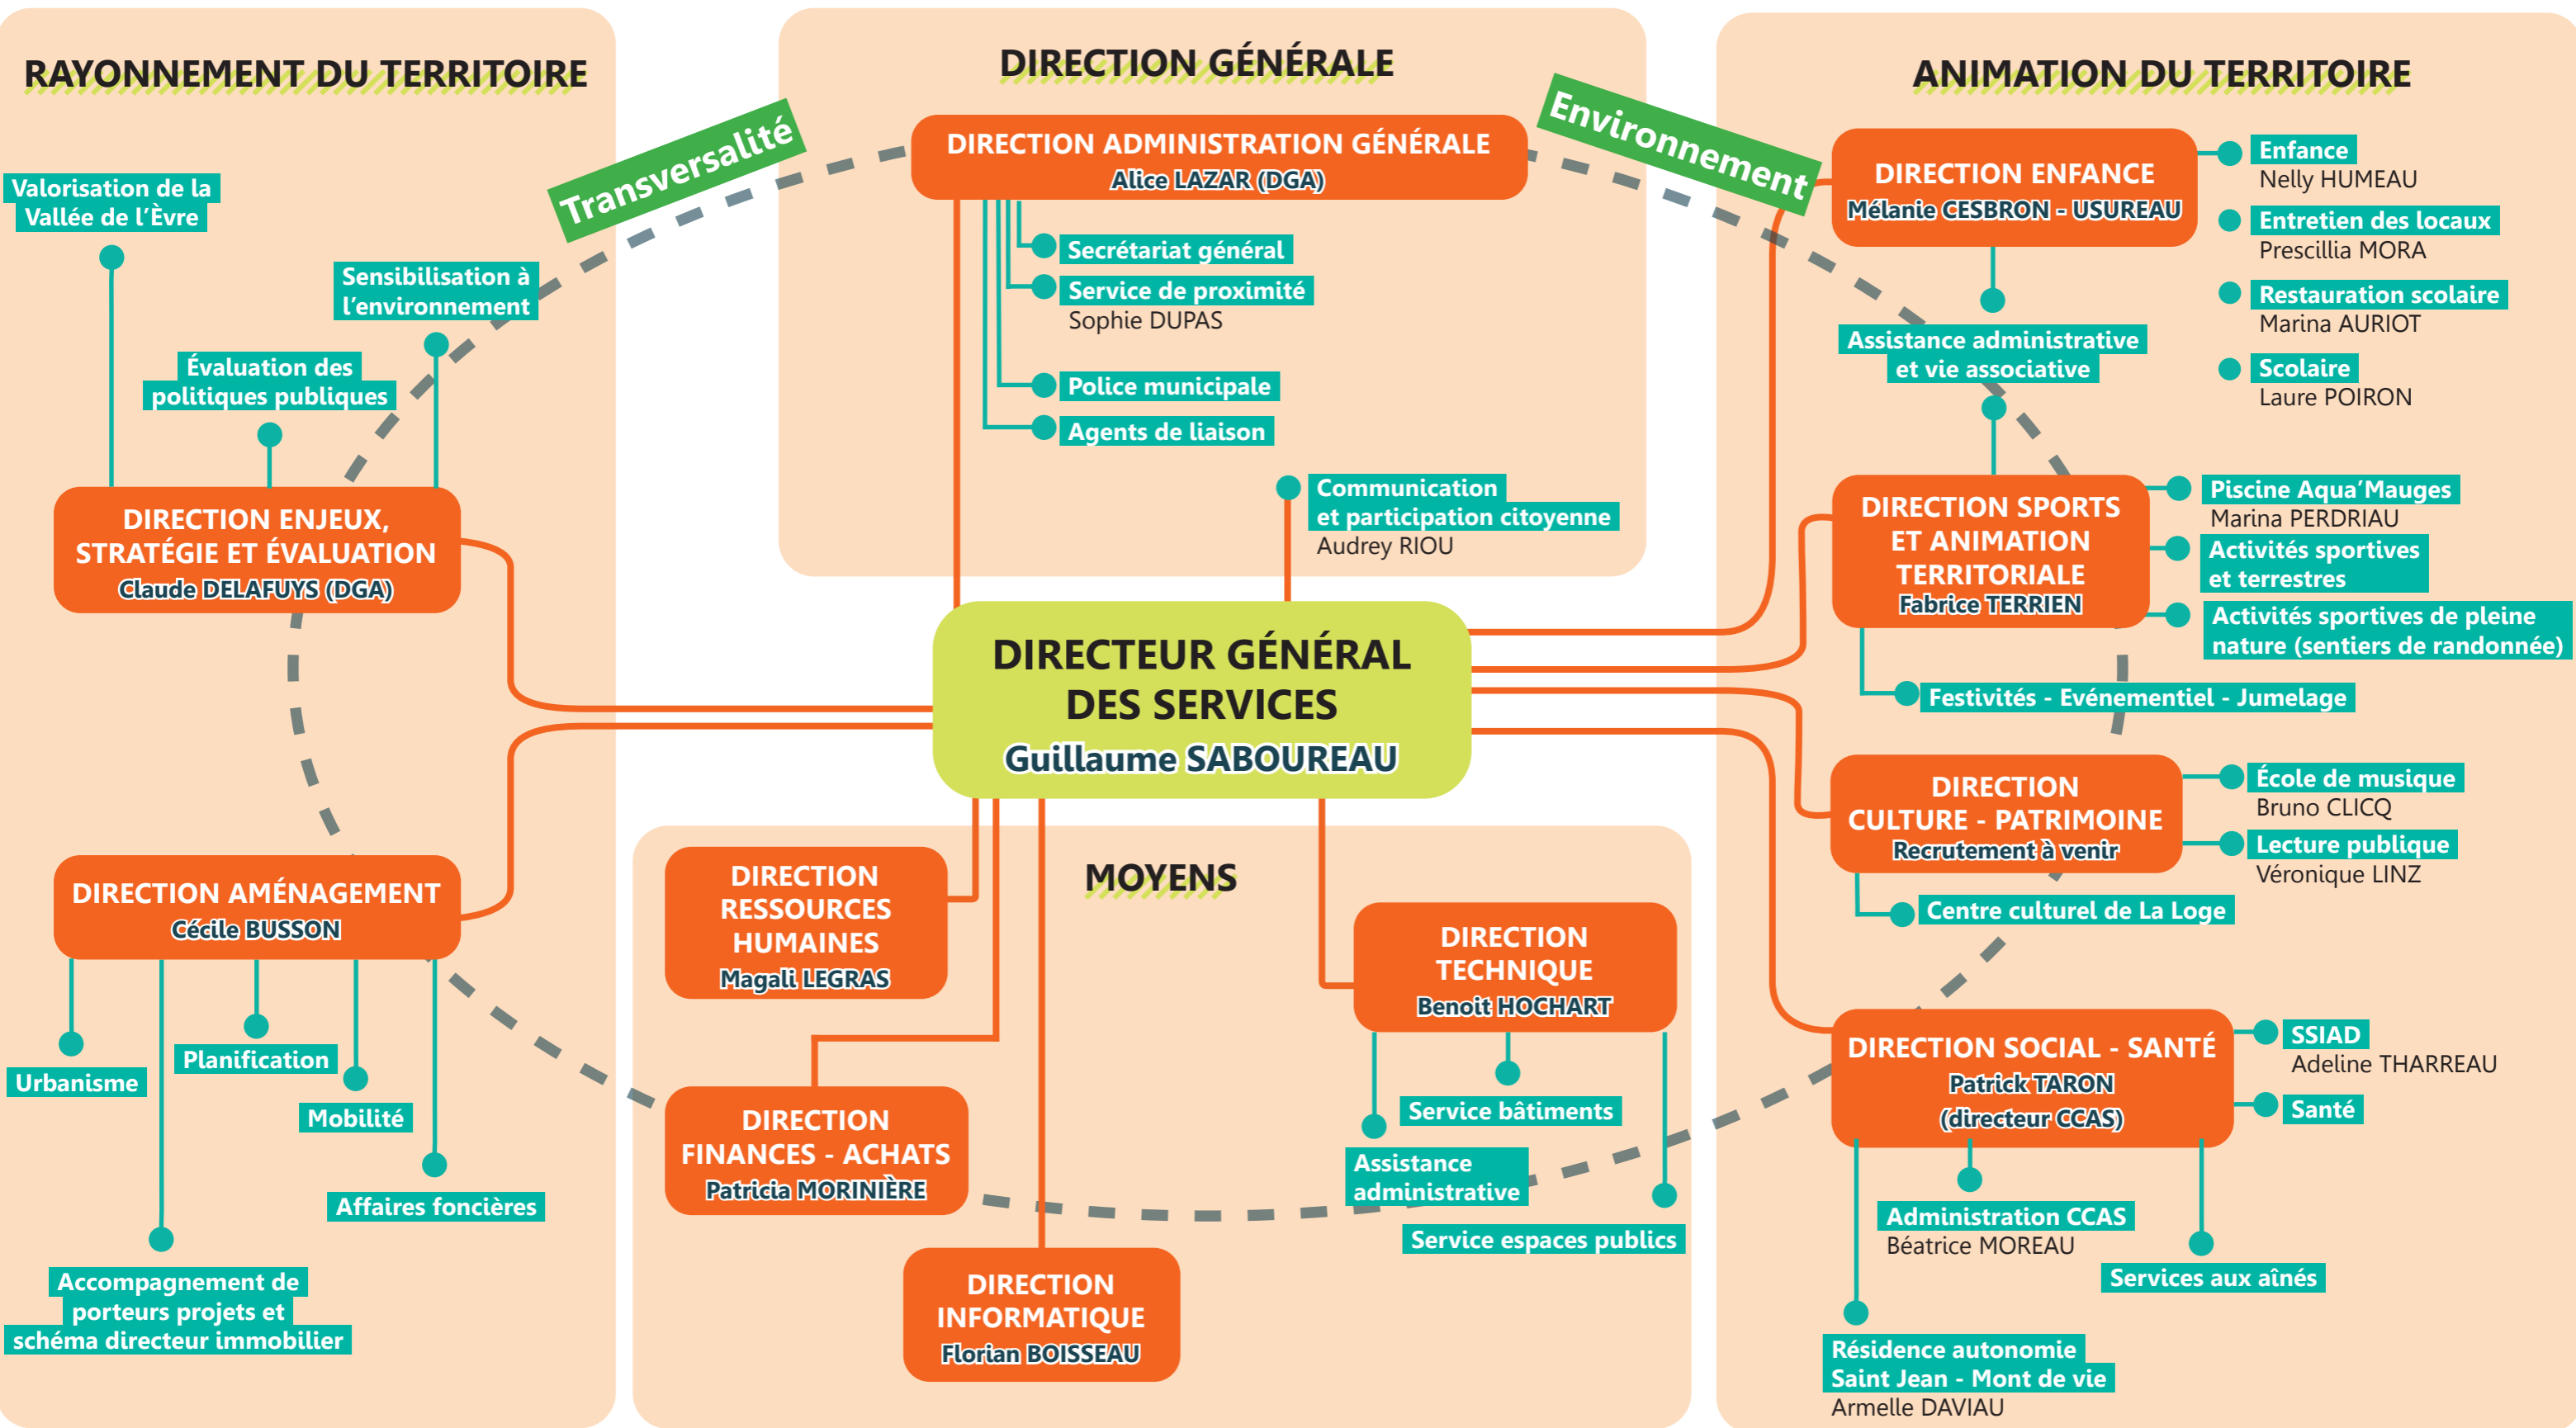 RAYONNEMENT DU TERRITOIRE
Valorisation de la
Vallée de l'Èvre
Sensibilisation à
l'environnement
Évaluation des
politiques publiques
DIRECTION ENJEUX,
STRATÉGIE ET ÉVALUATION
Claude DELAFUYS (DGA)
DIRECTION AMÉNAGEMENT
Cécile BUSSON
Urbanisme
Planification
Mobilité
Affaires foncières
Accompagnement de
porteurs projets et
schéma directeur immobilier
Transversalité
DIRECTION GÉNÉRALE
DIRECTION ADMINISTRATION GÉNÉRALE
Alice LAZAR (DGA)
Secrétariat général
Service de proximité
Sophie DUPAS
Police municipale
Agents de liaison
Communication
et participation citoyenne
Audrey RIOU
DIRECTEUR GÉNÉRAL
DES SERVICES
Guillaume SABOUREAU
MOYENS
DIRECTION
RESSOURCES
HUMAINES
Magali LEGRAS
DIRECTION
FINANCES - ACHATS
Patricia MORINIÈRE
DIRECTION
INFORMATIQUE
Florian BOISSEAU
DIRECTION
TECHNIQUE
Benoit HOCHART
Service bâtiments
Assistance
administrative
Service espaces publics
Environnement
ANIMATION DU TERRITOIRE
DIRECTION ENFANCE
Mélanie CESBRON - USUREAU
Enfance
Nelly HUMEAU
Entretien des locaux
Prescillia MORA
Restauration scolaire
Marina AURIOT
Scolaire
Laure POIRON
Assistance administrative
et vie associative
DIRECTION SPORTS
ET ANIMATION
TERRITORIALE
Fabrice TERRIEN
Piscine Aqua'Mauges
Marina PERDRIAU
Activités sportives
et terrestres
Activités sportives de pleine
nature (sentiers de randonnée)
Festivités - Evénementiel - Jumelage
DIRECTION
CULTURE - PATRIMOINE
Recrutement à venir
École de musique
Bruno CLICQ
Lecture publique
Véronique LINZ
Centre culturel de La Loge
DIRECTION SOCIAL - SANTÉ
Patrick TARON
(directeur CCAS)
SSIAD
Adeline THARREAU
Santé
Administration CCAS
Béatrice MOREAU
Services aux aînés
Résidence autonomie
Saint Jean - Mont de vie
Armelle DAVIAU